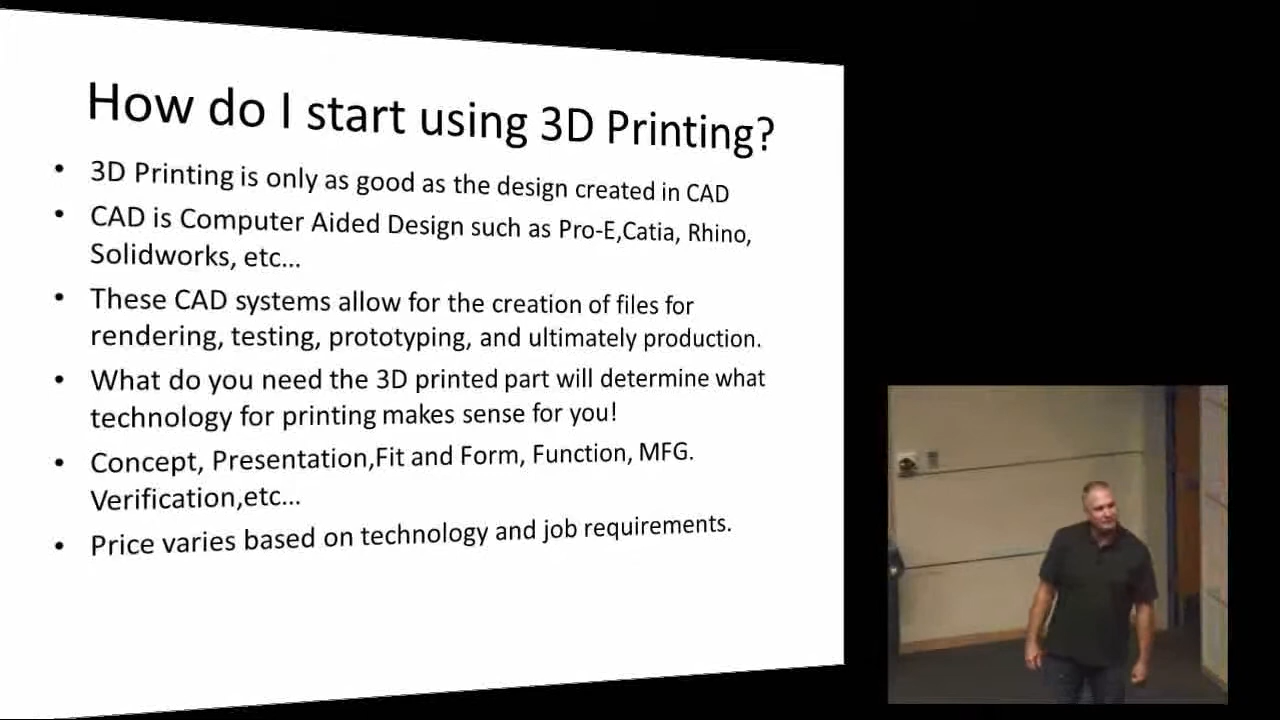 How do I start using 3D Printing?
• 3D Printing is only as good as the design created in CAD
• CAD is Computer Aided Design such as Pro-E,Catia, Rhino,
Solidworks, etc...
• These CAD systems allow for the creation of files for
rendering, testing, prototyping, and ultimately production.
• What do you need the 3D printed part will determine what
technology for printing makes sense for you!
• Concept, Presentation,Fit and Form, Function, MFG.
Verification,etc...
• Price varies based on technology and job requirements.